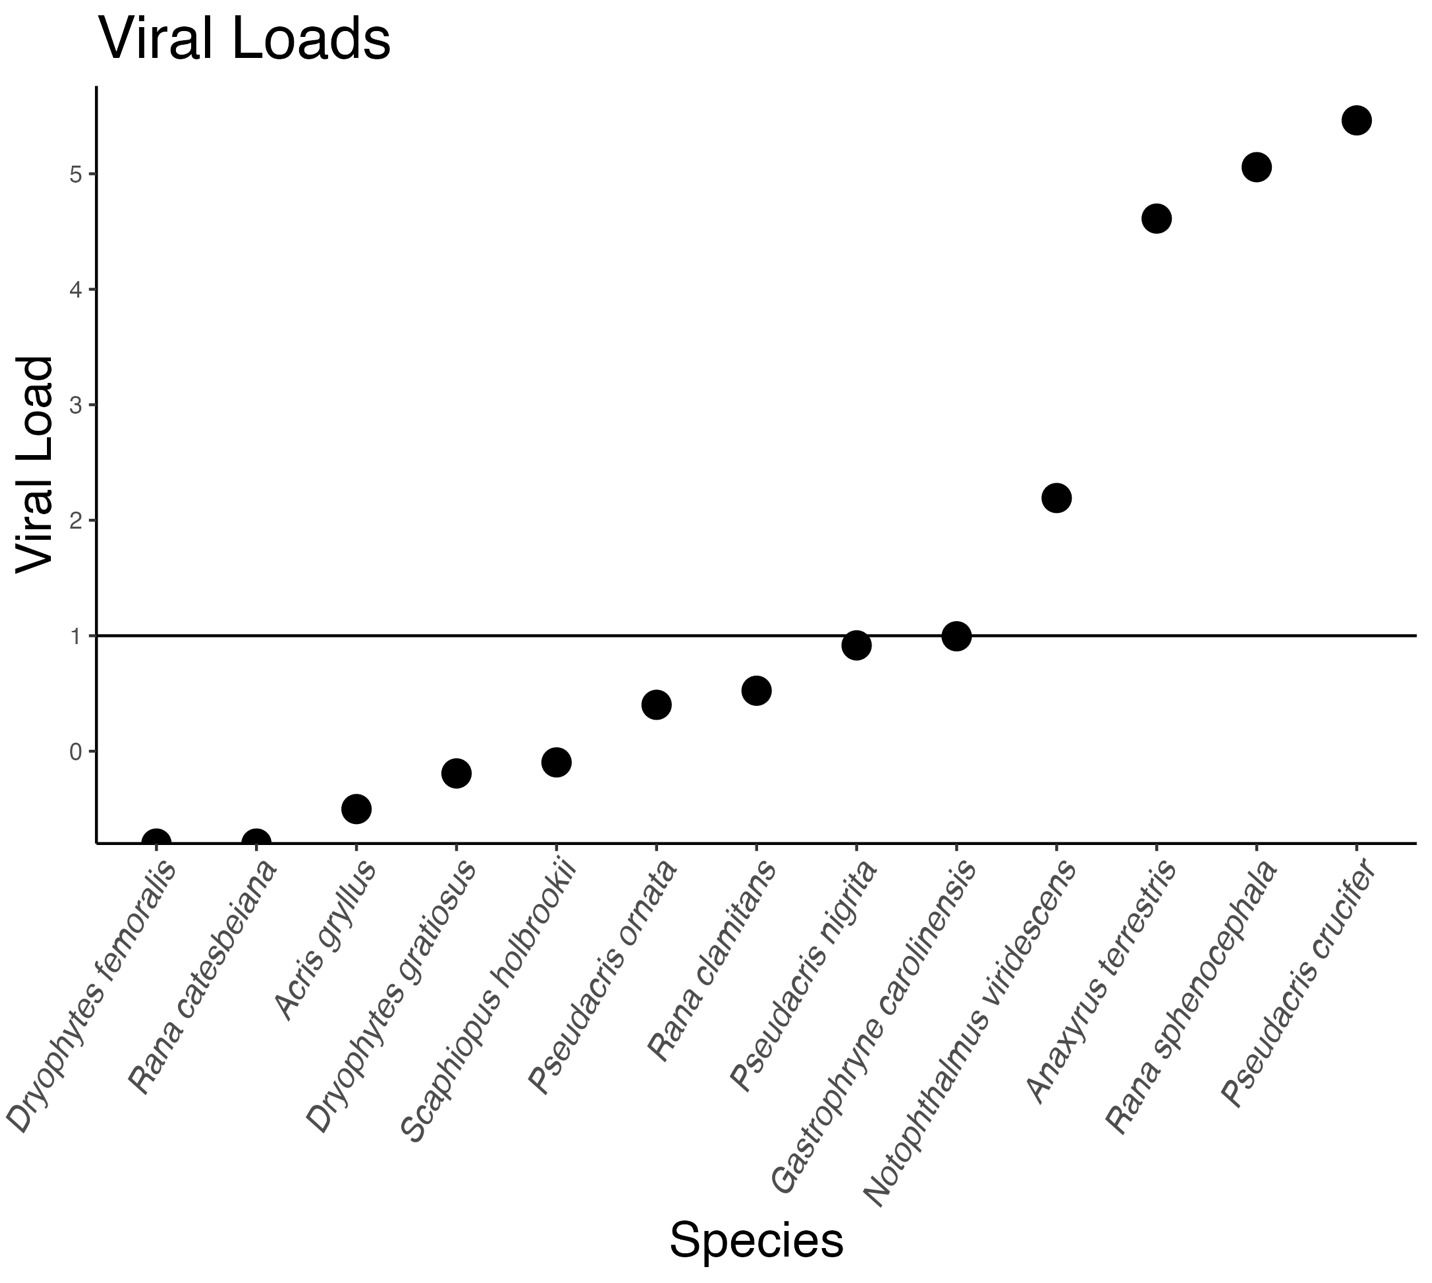 Viral Loads
Viral Load
5
4
3
2
1
0
Dryophytes femoralis
Rana catesbeiana
Acris gryllus
Dryophytes gratiosus
Scaphiopus holbrookii
Pseudacris ornata
Rana clamitans
Pseudacris nigrita
Gastrophryne carolinensis
Notophthalmus viridescens
Anaxyrus terrestris
Rana sphenocephala
Pseudacris crucifer
Species